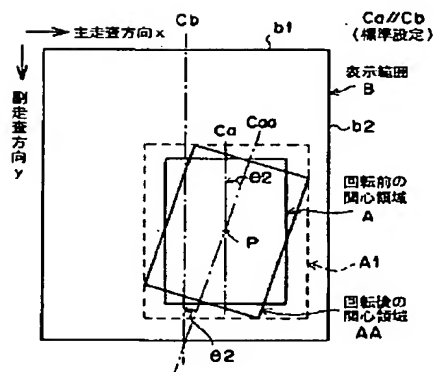 Cb
b1
Ca//Cb
(標準設定)
主走査方向x
副走査方向
y
表示範囲
B
b2
Ca
Caa
θ2
P
回転前の
関心領域
A
A1
回転後の
関心領域
AA
θ2